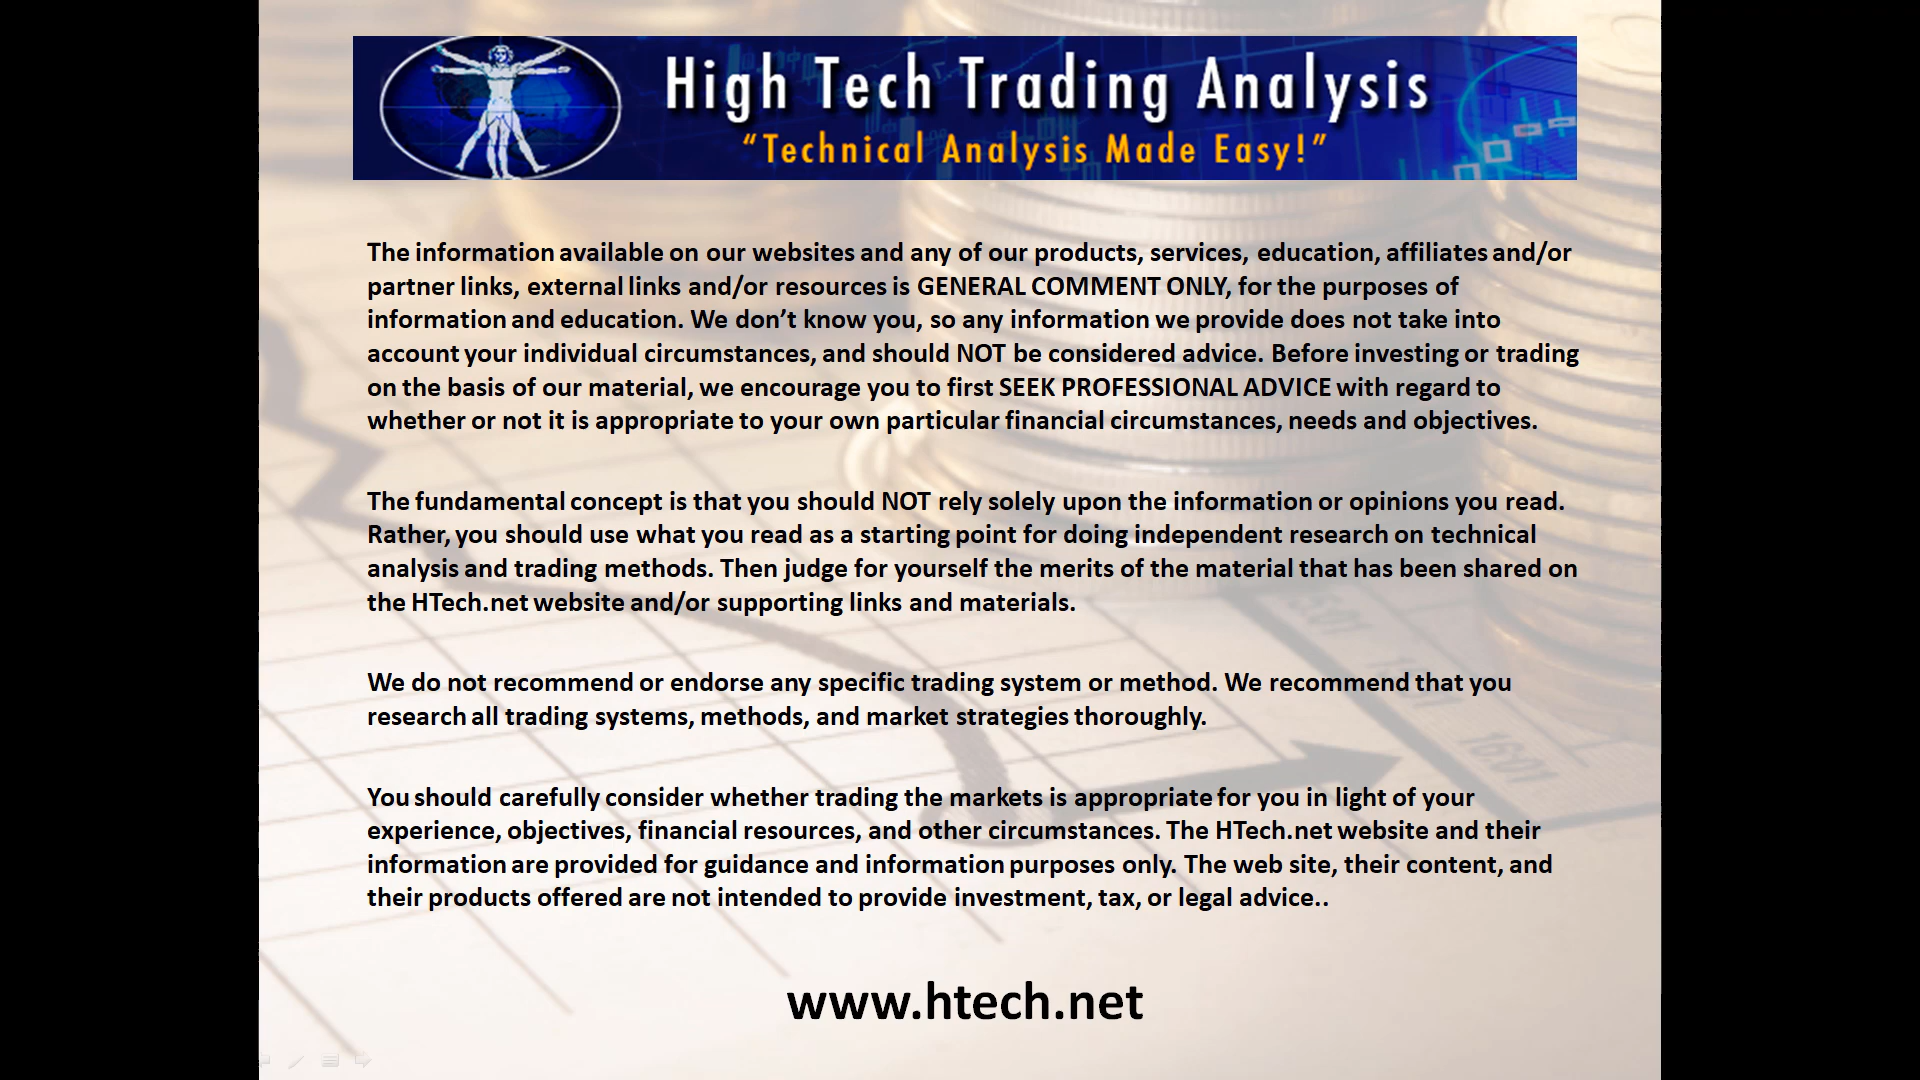 High Tech Trading Analysis
“Technical Analysis Made Easy!”
The information available on our websites and any of our products, services, education, affiliates and/or
partner links, external links and/or resources is GENERAL COMMENT ONLY, for the purposes of
information and education. We don’t know you, so any information we provide does not take into
account your individual circumstances, and should NOT be considered advice. Before investing or trading
on the basis of our material, we encourage you to first SEEK PROFESSIONAL ADVICE with regard to
whether or not it is appropriate to your own particular financial circumstances, needs and objectives.
The fundamental concept is that you should NOT rely solely upon the information or opinions you read.
Rather, you should use what you read as a starting point for doing independent research on technical
analysis and trading methods. Then judge for yourself the merits of the material that has been shared on
the HTech.net website and/or supporting links and materials.
We do not recommend or endorse any specific trading system or method. We recommend that you
research all trading systems, methods, and market strategies thoroughly.
You should carefully consider whether trading the markets is appropriate for you in light of your
experience, objectives, financial resources, and other circumstances. The HTech.net website and their
information are provided for guidance and information purposes only. The web site, their content, and
their products offered are not intended to provide investment, tax, or legal advice..
16:01
www.htech.net